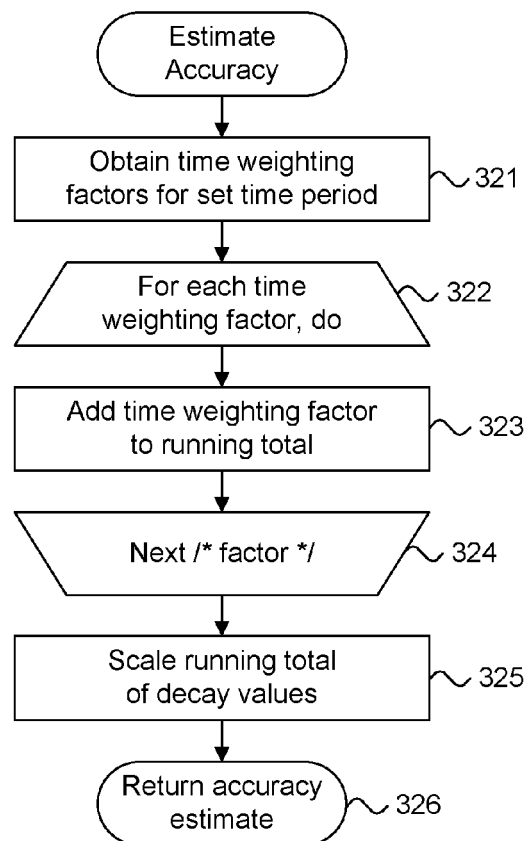 Estimate
Accuracy
Obtain time weighting
factors for set time period
321
For each time
weighting factor, do
322
Add time weighting factor
to running total
323
Next /* factor */
324
Scale running total
of decay values
325
Return accuracy
estimate
326